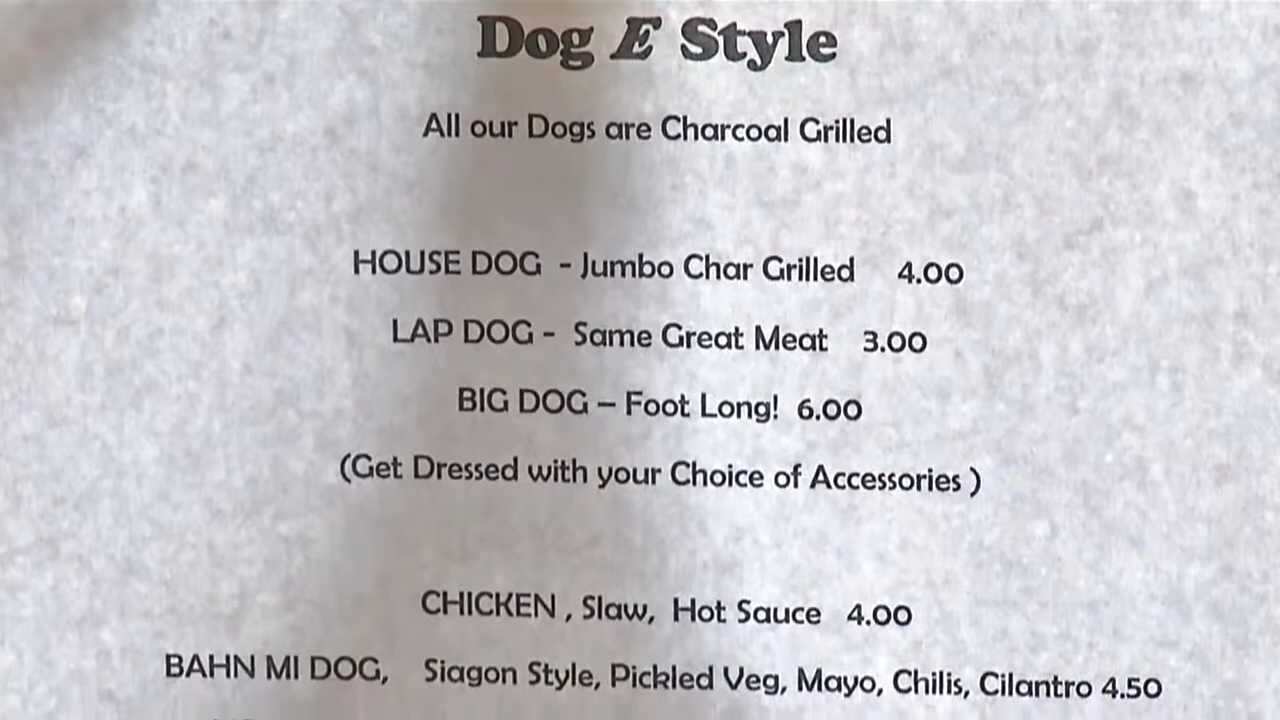 Dog E Style
All our Dogs are Charcoal Grilled
HOUSE DOG - Jumbo Char Grilled 4.00
LAP DOG - Same Great Meat 3.00
BIG DOG – Foot Long! 6.00
(Get Dressed with your Choice of Accessories )
CHICKEN , Slaw, Hot Sauce 4.00
BAHN MI DOG, Siagon Style, Pickled Veg, Mayo, Chilis, Cilantro 4.50